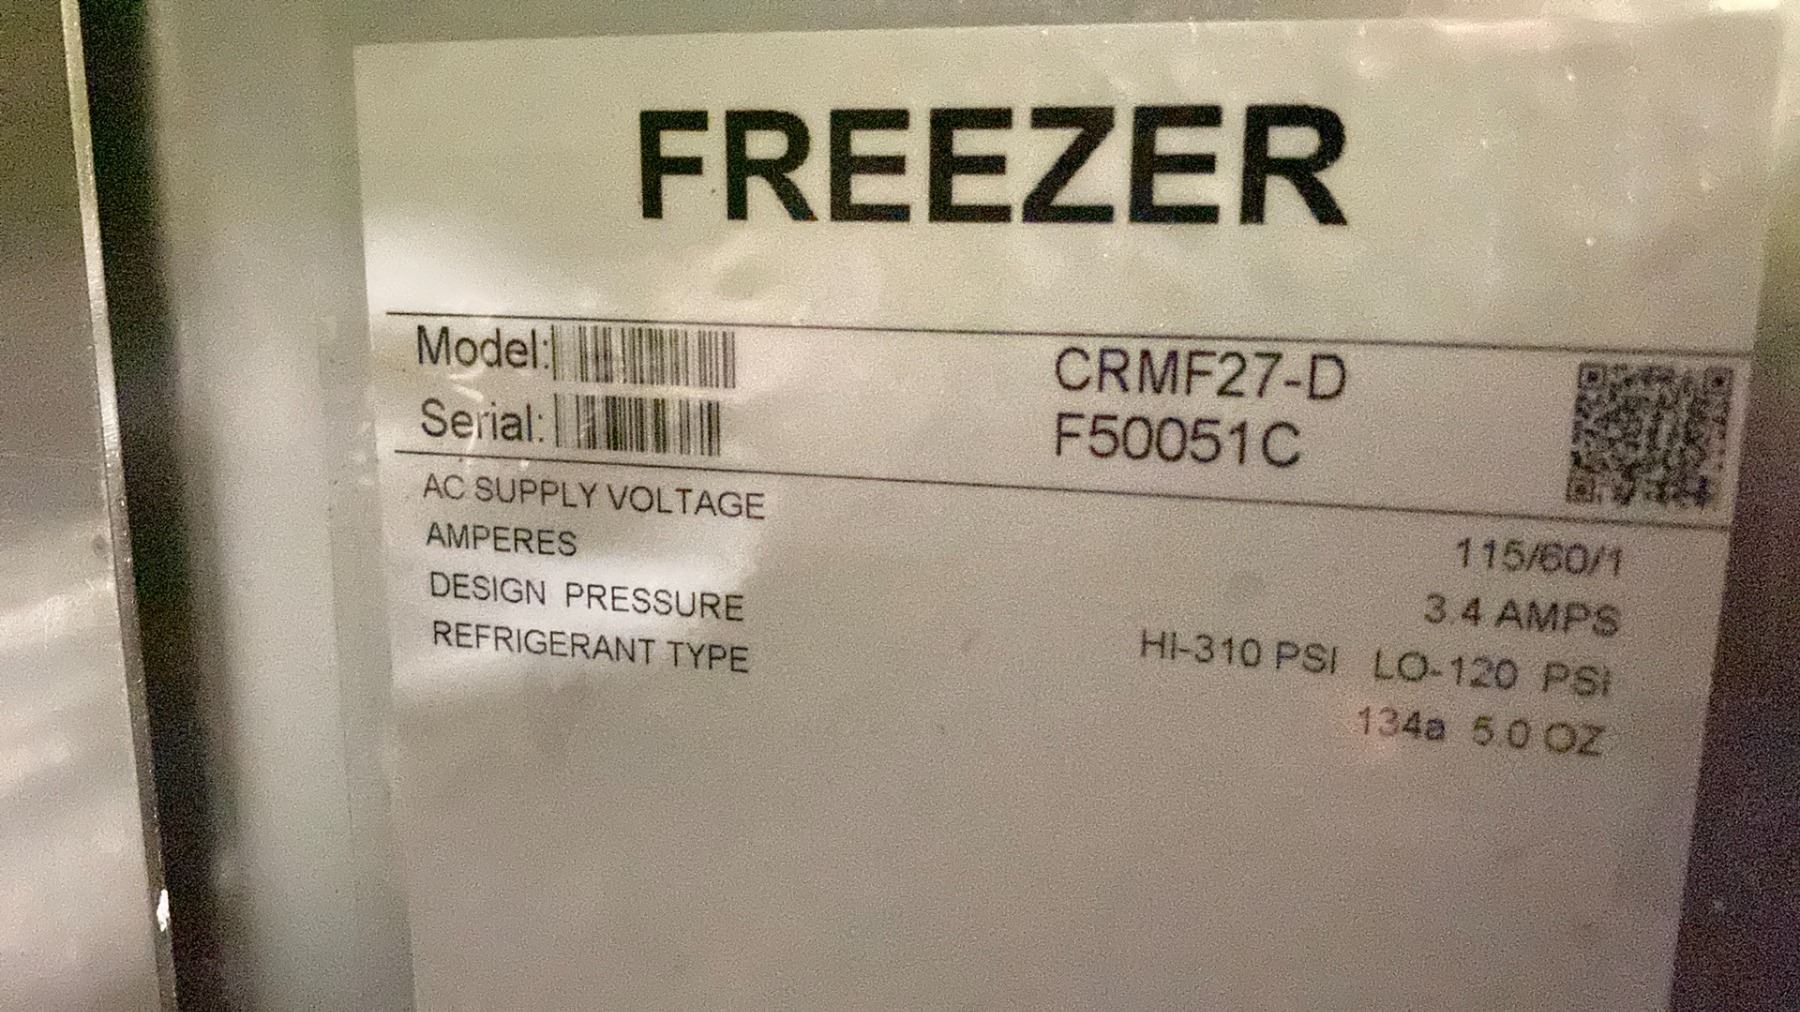 FREEZER
Model: CRMF27-D
Serial: F50051C
AC SUPPLY VOLTAGE 115/60/1
AMPERES 3.4 AMPS
DESIGN PRESSURE HI-310 PSI LO-120 PSI
REFRIGERANT TYPE 134a 5.0 OZ